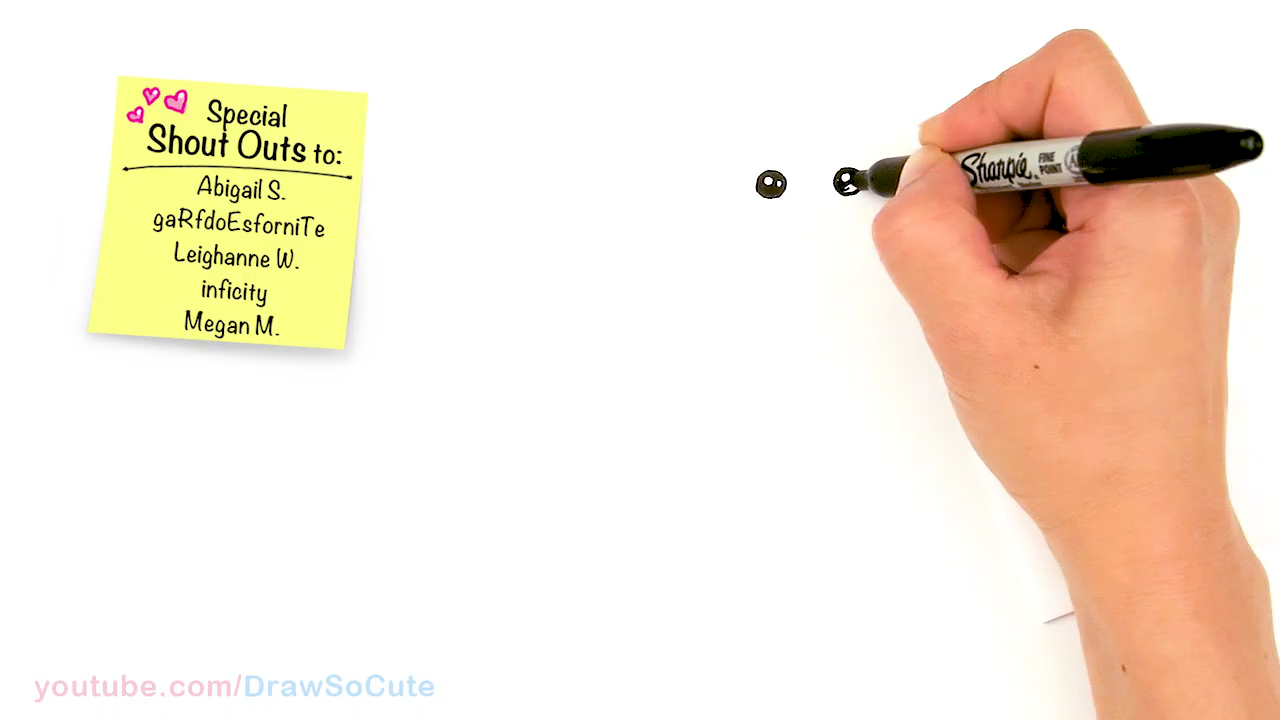 Special
Shout Outs to:
Abigail S.
gaRfdoEsforniTe
Leighanne W.
inficity
Megan M.
Sharpie
FINE
POINT
youtube.com/DrawSoCute